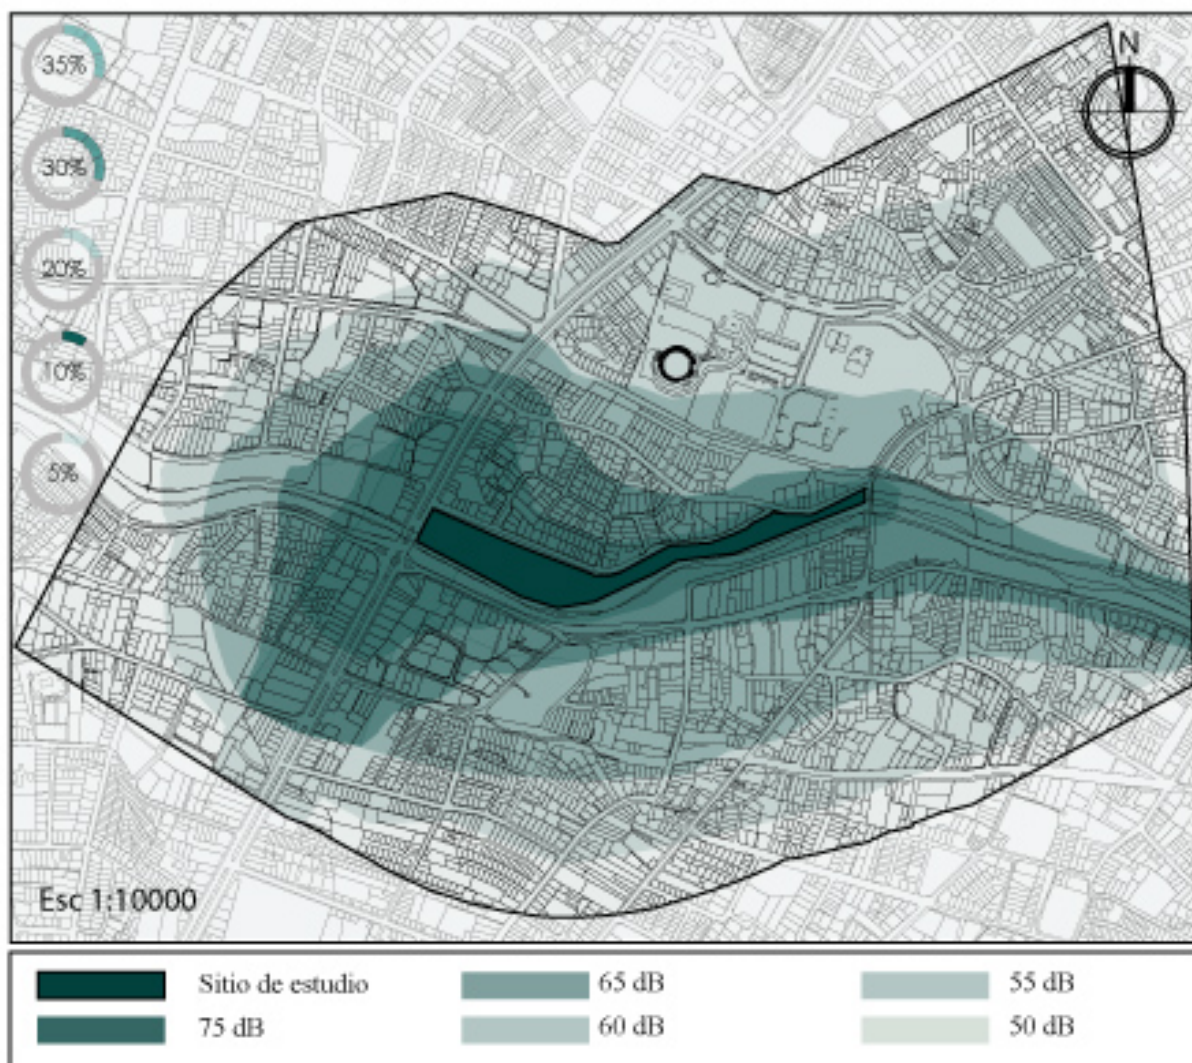 N
35%
30%
20%
10%
5%
Esc 1:10000
Sitio de estudio
75 dB
65 dB
60 dB
55 dB
50 dB